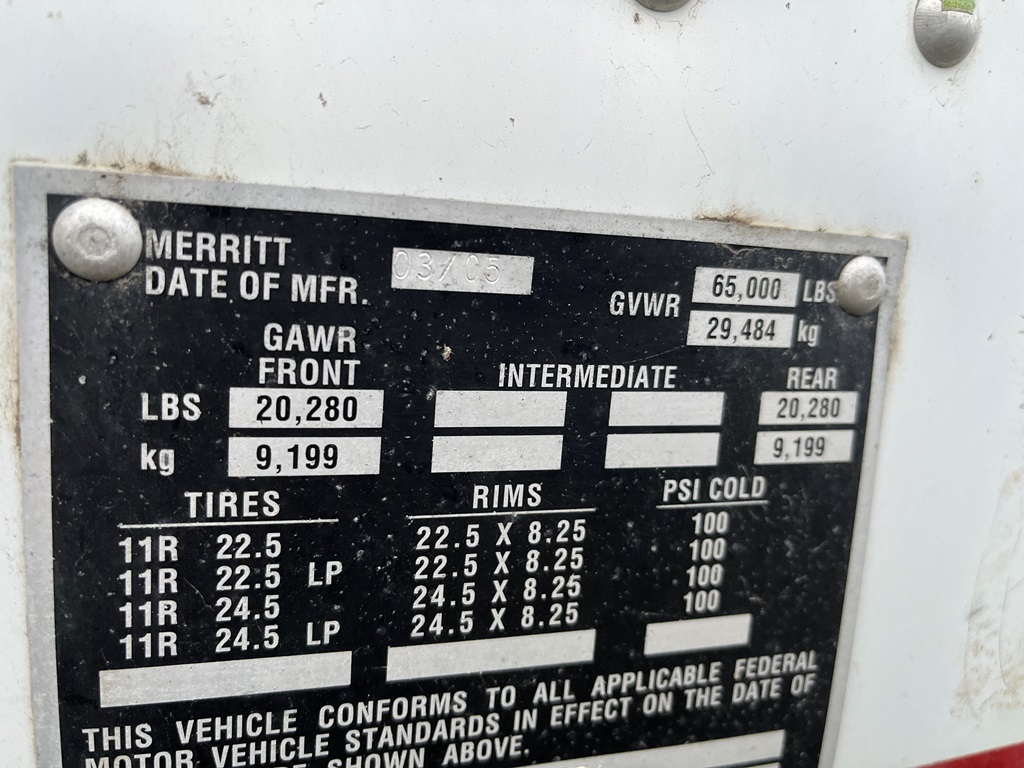 MERRITT
DATE OF MFR. 03/05
GVWR 65,000 LBS
29,484 kg
GAWR
FRONT INTERMEDIATE REAR
LBS 20,280 20,280
kg 9,199 9,199
TIRES RIMS PSI COLD
11R 22.5 22.5 X 8.25 100
11R 22.5 LP 22.5 X 8.25 100
11R 24.5 24.5 X 8.25 100
11R 24.5 LP 24.5 X 8.25 100
THIS VEHICLE CONFORMS TO ALL APPLICABLE FEDERAL
MOTOR VEHICLE STANDARDS IN EFFECT ON THE DATE OF
SHOWN ABOVE.